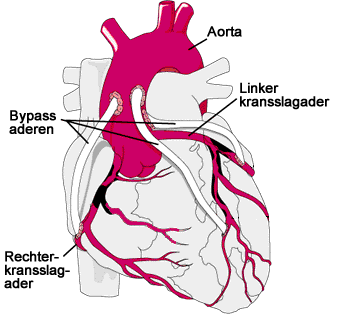 Aorta
Linker
kransslagader
Bypass
aderen
Rechter-
kransslag-
ader